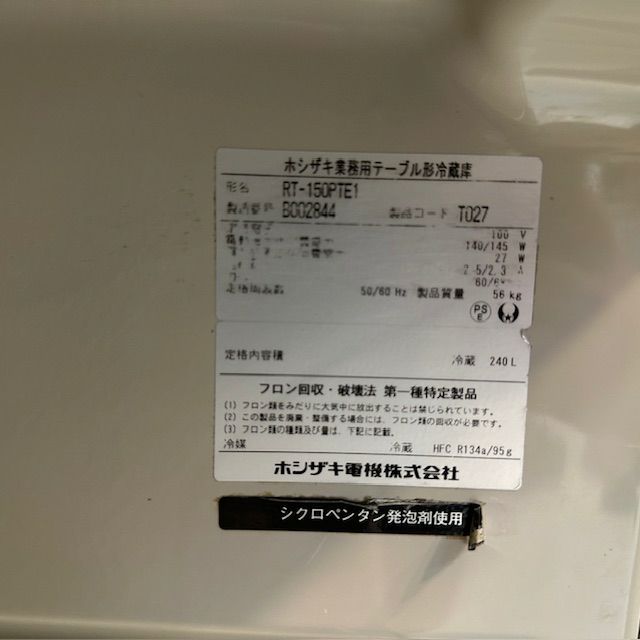 ホシザキ業務用テーブル形冷蔵庫
形名 RT-150PTE1
製造番号 B002844 製品コード T027
100 V
140/145 W
27 W
2.5/2.3 A
50/60 Hz 製品質量 56 kg
PS
E
定格内容積 冷蔵 240 L
フロン回収・破壊法 第一種特定製品
(1) フロン類をみだりに大気中に放出することは禁じられています。
(2) この製品を廃棄・整備する場合には、フロン類の回収が必要です。
(3) フロン類の種類及び量は、下記に記載。
冷媒 冷蔵 HFC R134a/95g
ホシザキ電機株式会社
シクロペンタン発泡剤使用